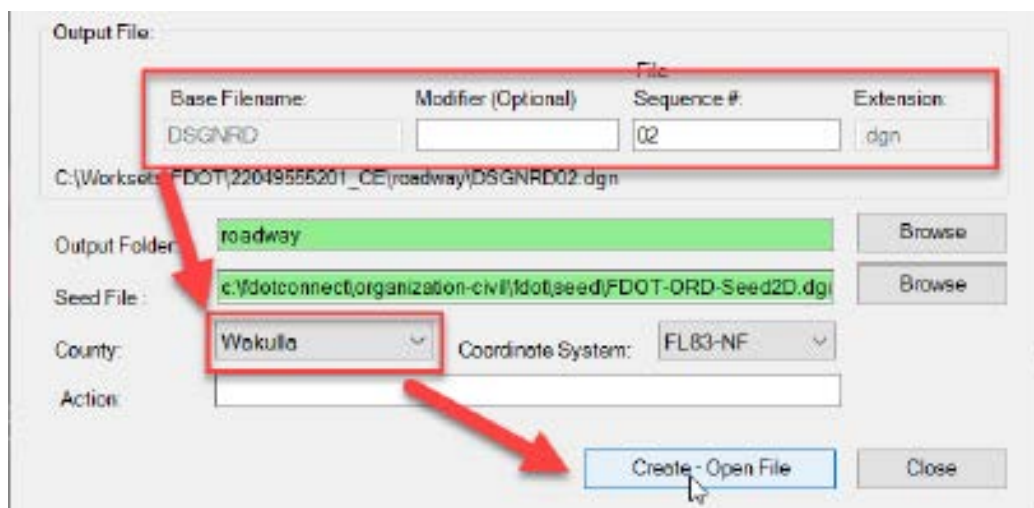 Output File:
File
Base Filename: Modifier (Optional) Sequence #: Extension:
DSGNRD 02 .dgn
C:\Worksets\FDOT\22049555201_CE\roadway\DSGNRD02.dgn
Output Folder: roadway Browse
Seed File : c:\fdotconnect\organization-civil\fdot\seed\FDOT-ORD-Seed2D.dg
County: Wakulla Coordinate System: FL83-NF
Browse
Action:
Create - Open File Close